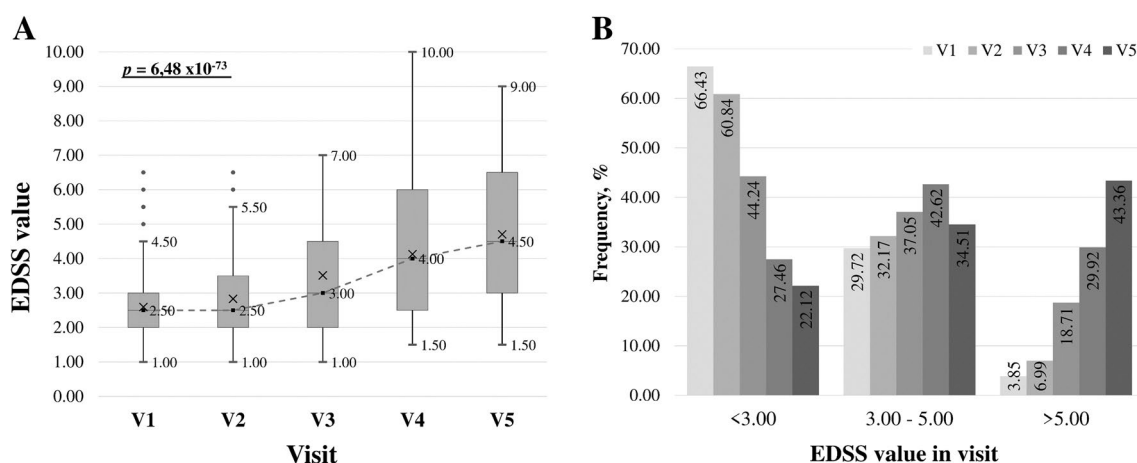 A
10.00
9.00
8.00
7.00
6.00
5.00
4.00
3.00
2.00
1.00
0.00
EDSS value
p = 6,48 x10-73
4.50
2.50
1.00
5.50
2.50
1.00
7.00
3.00
1.00
10.00
4.00
1.50
9.00
4.50
1.50
V1 V2 V3 V4 V5
Visit
B
V1 V2 V3 V4 V5
70.00
60.00
50.00
40.00
30.00
20.00
10.00
0.00
Frequency, %
66.43 60.84 44.24 27.46 22.12
29.72 32.17 37.05 42.62 34.51
3.85 6.99 18.71 29.92 43.36
<3.00 3.00 - 5.00 >5.00
EDSS value in visit